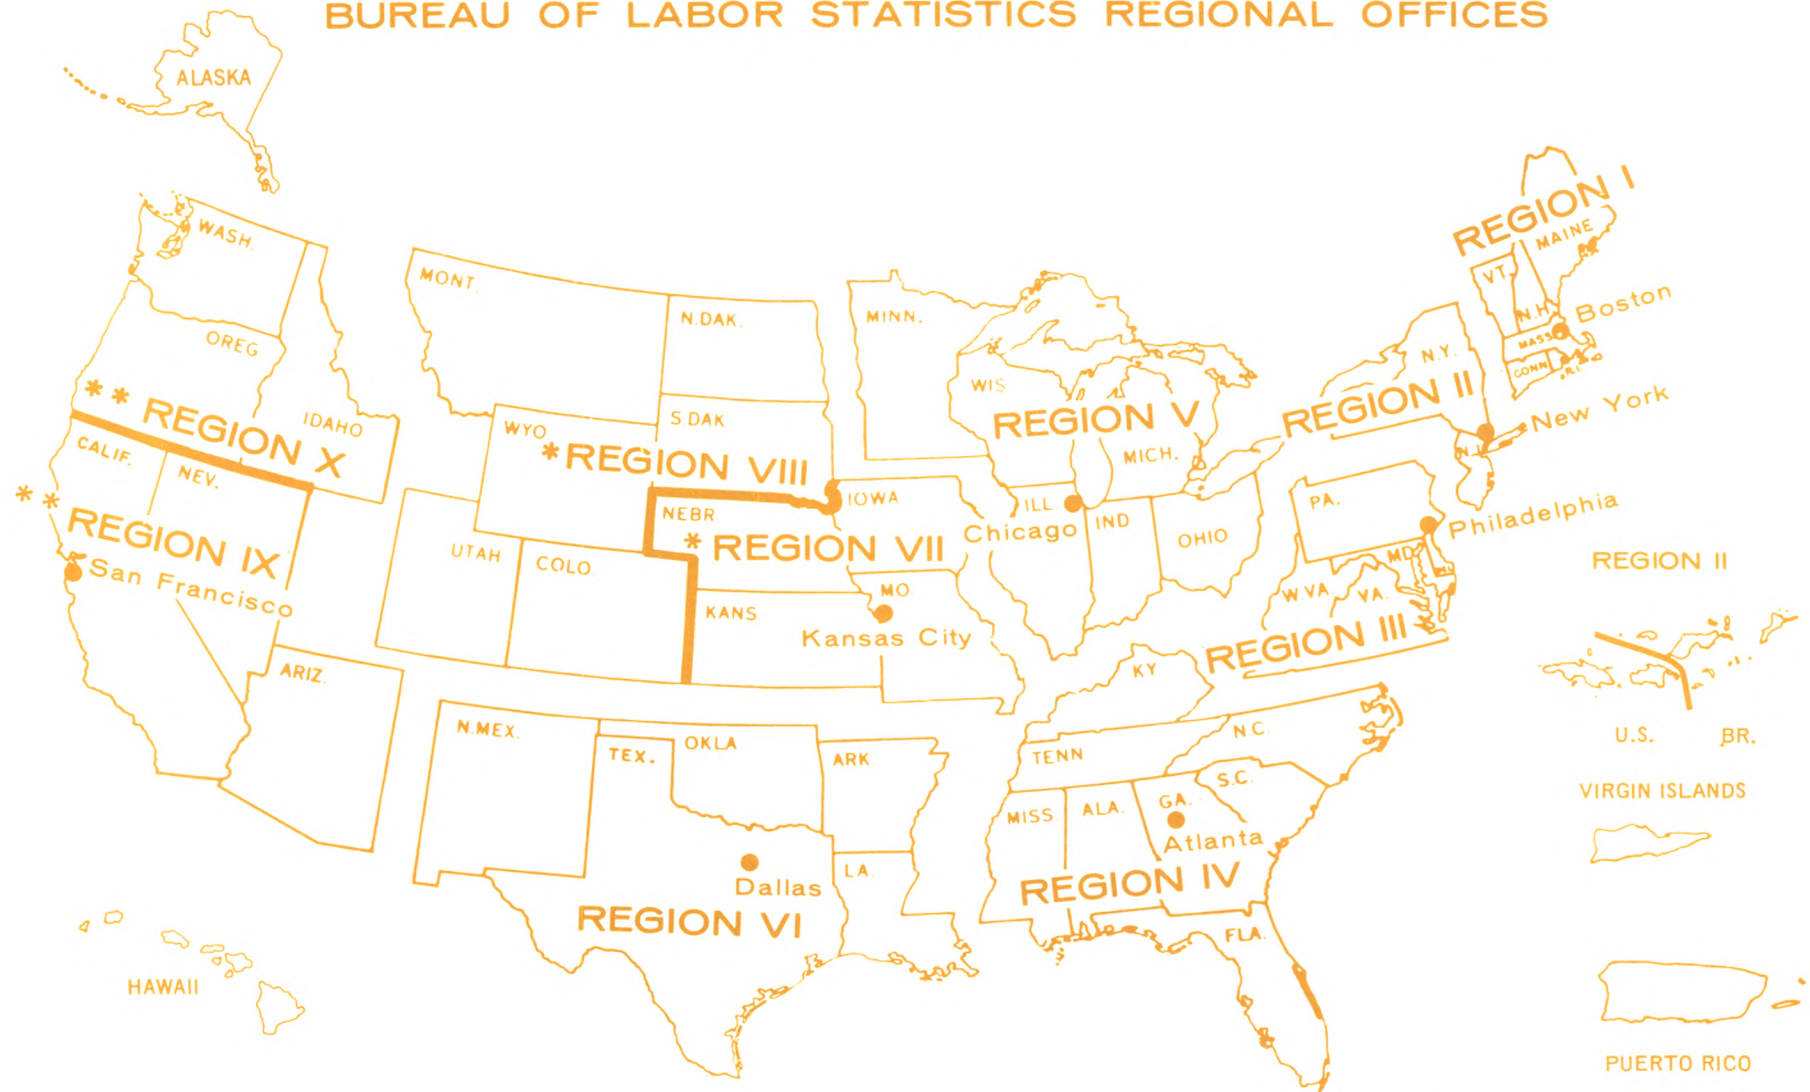 BUREAU OF LABOR STATISTICS REGIONAL OFFICES
ALASKA
REGION I
MAINE
VT.
N.H.
Boston
MASS
CONN
R.I.
WASH.
OREG
IDAHO
** REGION X
MONT.
N.DAK.
S.DAK
WYO
*REGION VIII
MINN.
WIS
REGION V
MICH.
N.Y.
REGION II
New York
N.J.
CALIF.
NEV.
** REGION IX
San Francisco
UTAH
COLO.
NEBR
* REGION VII
IOWA
ILL
Chicago
IND
OHIO
PA.
Philadelphia
MD.
W.VA.
VA.
REGION III
KANS
MO
Kansas City
KY
ARIZ.
N.MEX.
TEX.
OKLA
ARK
LA.
Dallas
REGION VI
TENN
N.C.
S.C.
MISS
ALA.
GA.
Atlanta
REGION IV
FLA.
HAWAII
REGION II
U.S. BR.
VIRGIN ISLANDS
PUERTO RICO